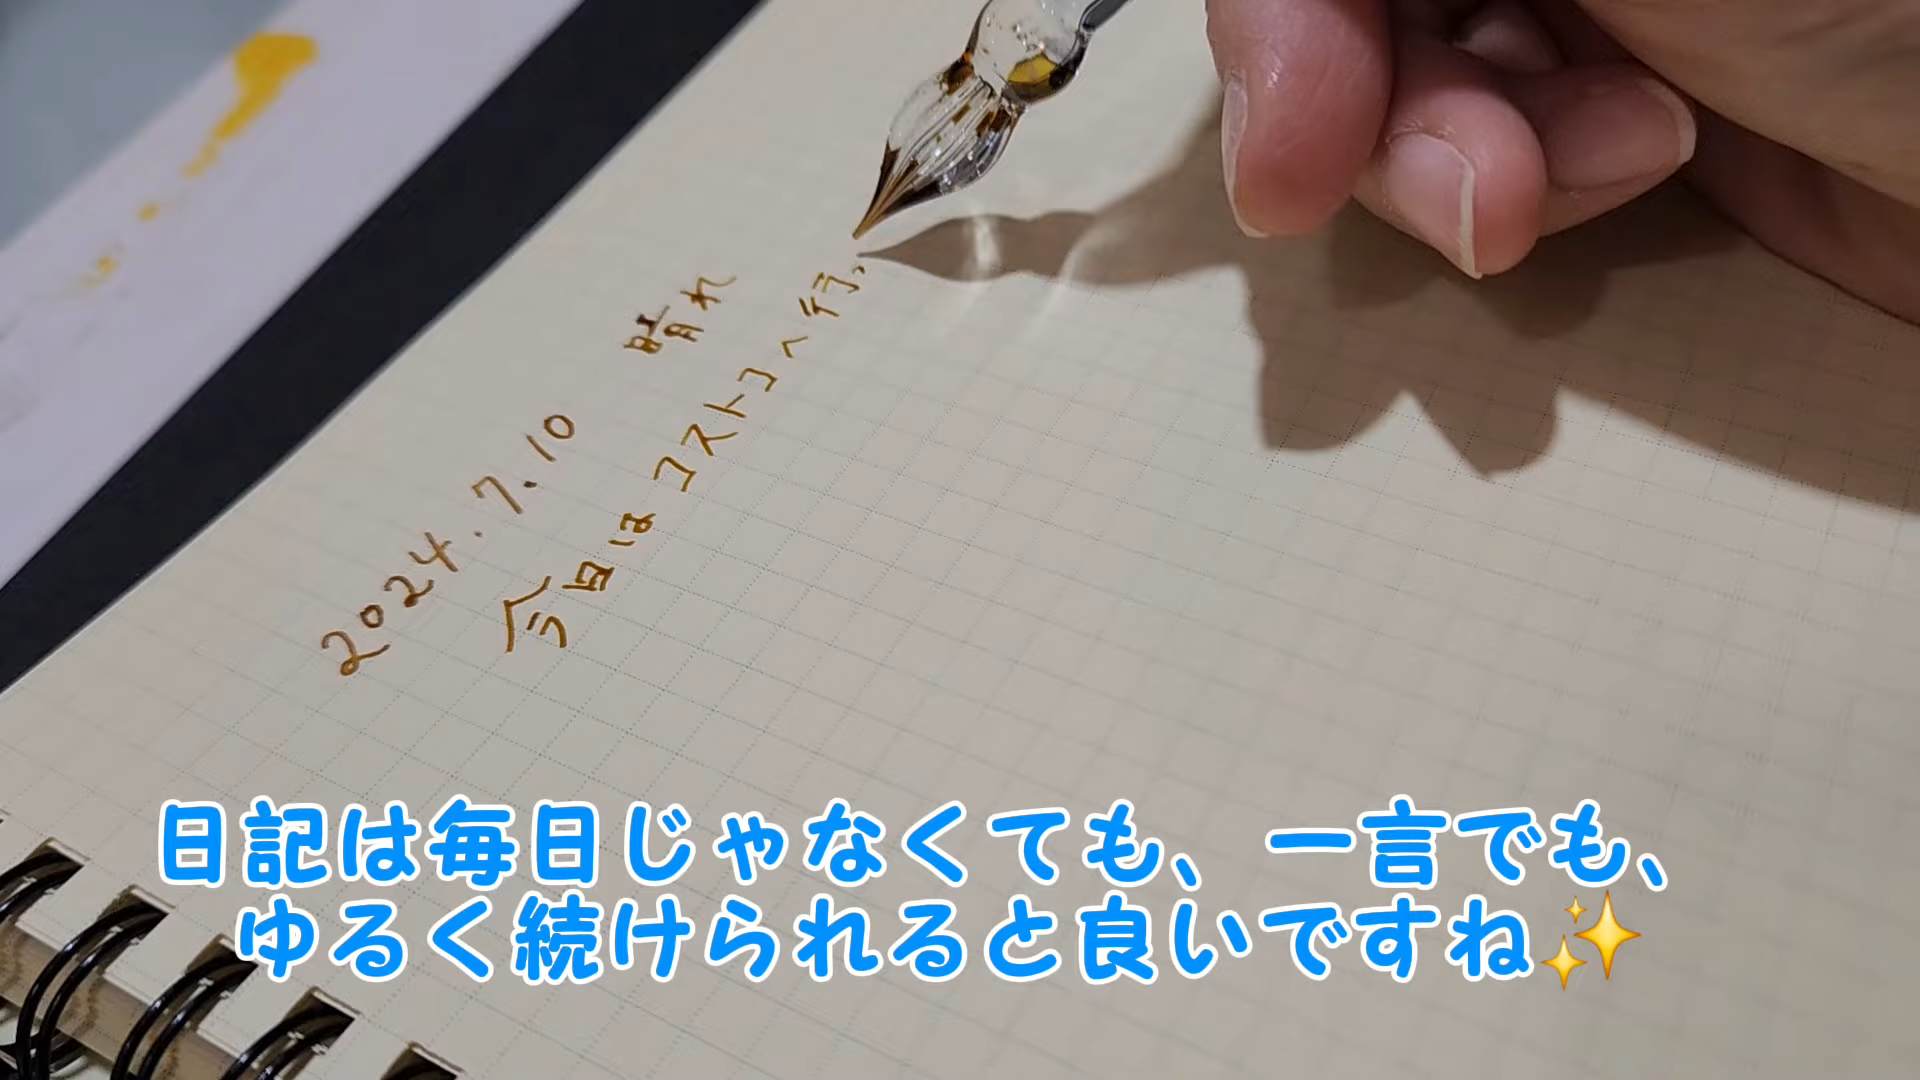 2024.7.10 晴れ
今日はコストコへ行っ
日記は毎日じゃなくても、一言でも、
ゆるく続けられると良いですね✨